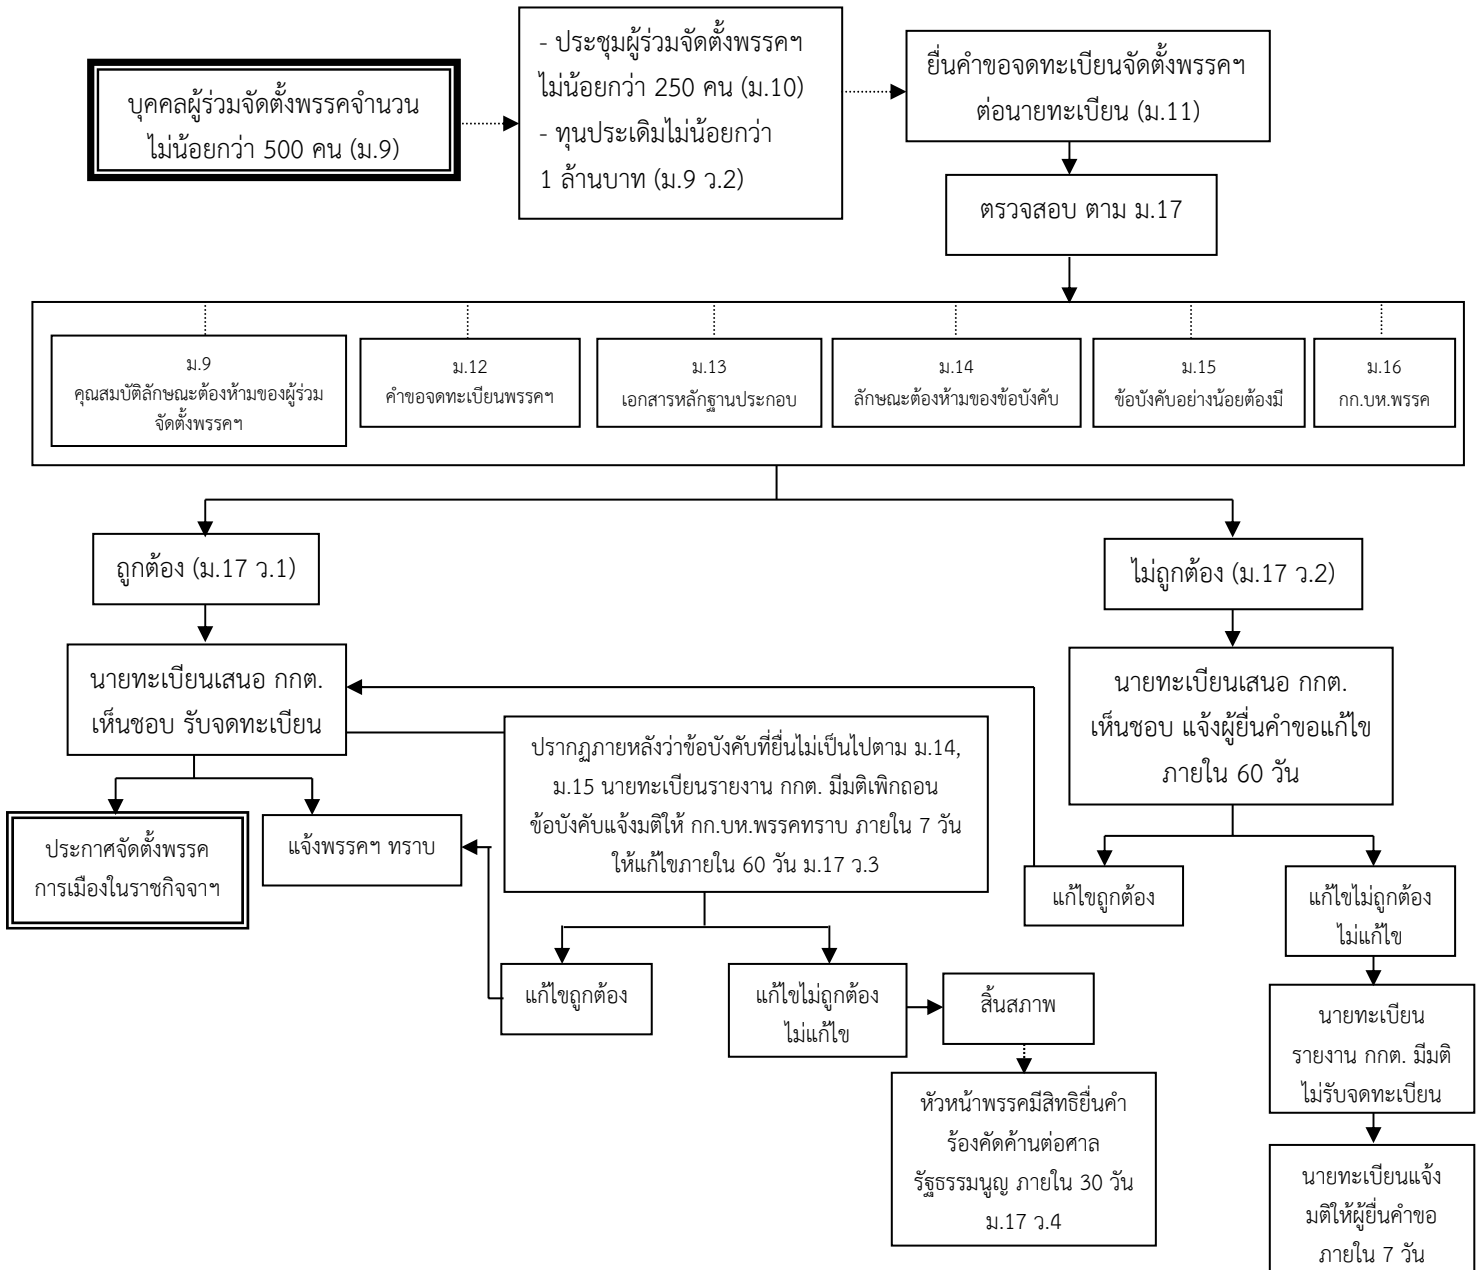 บุคคลผู้ร่วมจัดตั้งพรรคจำนวน
ไม่น้อยกว่า 500 คน (ม.9)
- ประชุมผู้ร่วมจัดตั้งพรรคฯ
ไม่น้อยกว่า 250 คน (ม.10)
- ทุนประเดิมไม่น้อยกว่า
1 ล้านบาท (ม.9 ว.2)
ยื่นคำขอจดทะเบียนจัดตั้งพรรคฯ
ต่อนายทะเบียน (ม.11)
ตรวจสอบ ตาม ม.17
ม.9
คุณสมบัติลักษณะต้องห้ามของผู้ร่วม
จัดตั้งพรรคฯ
ม.12
คำขอจดทะเบียนพรรคฯ
ม.13
เอกสารหลักฐานประกอบ
ม.14
ลักษณะต้องห้ามของข้อบังคับ
ม.15
ข้อบังคับอย่างน้อยต้องมี
ม.16
กก.บห.พรรค
ถูกต้อง (ม.17 ว.1)
ไม่ถูกต้อง (ม.17 ว.2)
นายทะเบียนเสนอ กกต.
เห็นชอบ รับจดทะเบียน
นายทะเบียนเสนอ กกต.
เห็นชอบ แจ้งผู้ยื่นคำขอแก้ไข
ภายใน 60 วัน
ปรากฏภายหลังว่าข้อบังคับที่ยื่นไม่เป็นไปตาม ม.14,
ม.15 นายทะเบียนรายงาน กกต. มีมติเพิกถอน
ข้อบังคับแจ้งมติให้ กก.บห.พรรคทราบ ภายใน 7 วัน
ให้แก้ไขภายใน 60 วัน ม.17 ว.3
ประกาศจัดตั้งพรรค
การเมืองในราชกิจจาฯ
แจ้งพรรคฯ ทราบ
แก้ไขถูกต้อง
แก้ไขไม่ถูกต้อง
ไม่แก้ไข
แก้ไขถูกต้อง
แก้ไขไม่ถูกต้อง
ไม่แก้ไข
สิ้นสภาพ
นายทะเบียน
รายงาน กกต. มีมติ
ไม่รับจดทะเบียน
หัวหน้าพรรคมีสิทธิยื่นคำ
ร้องคัดค้านต่อศาล
รัฐธรรมนูญ ภายใน 30 วัน
ม.17 ว.4
นายทะเบียนแจ้ง
มติให้ผู้ยื่นคำขอ
ภายใน 7 วัน